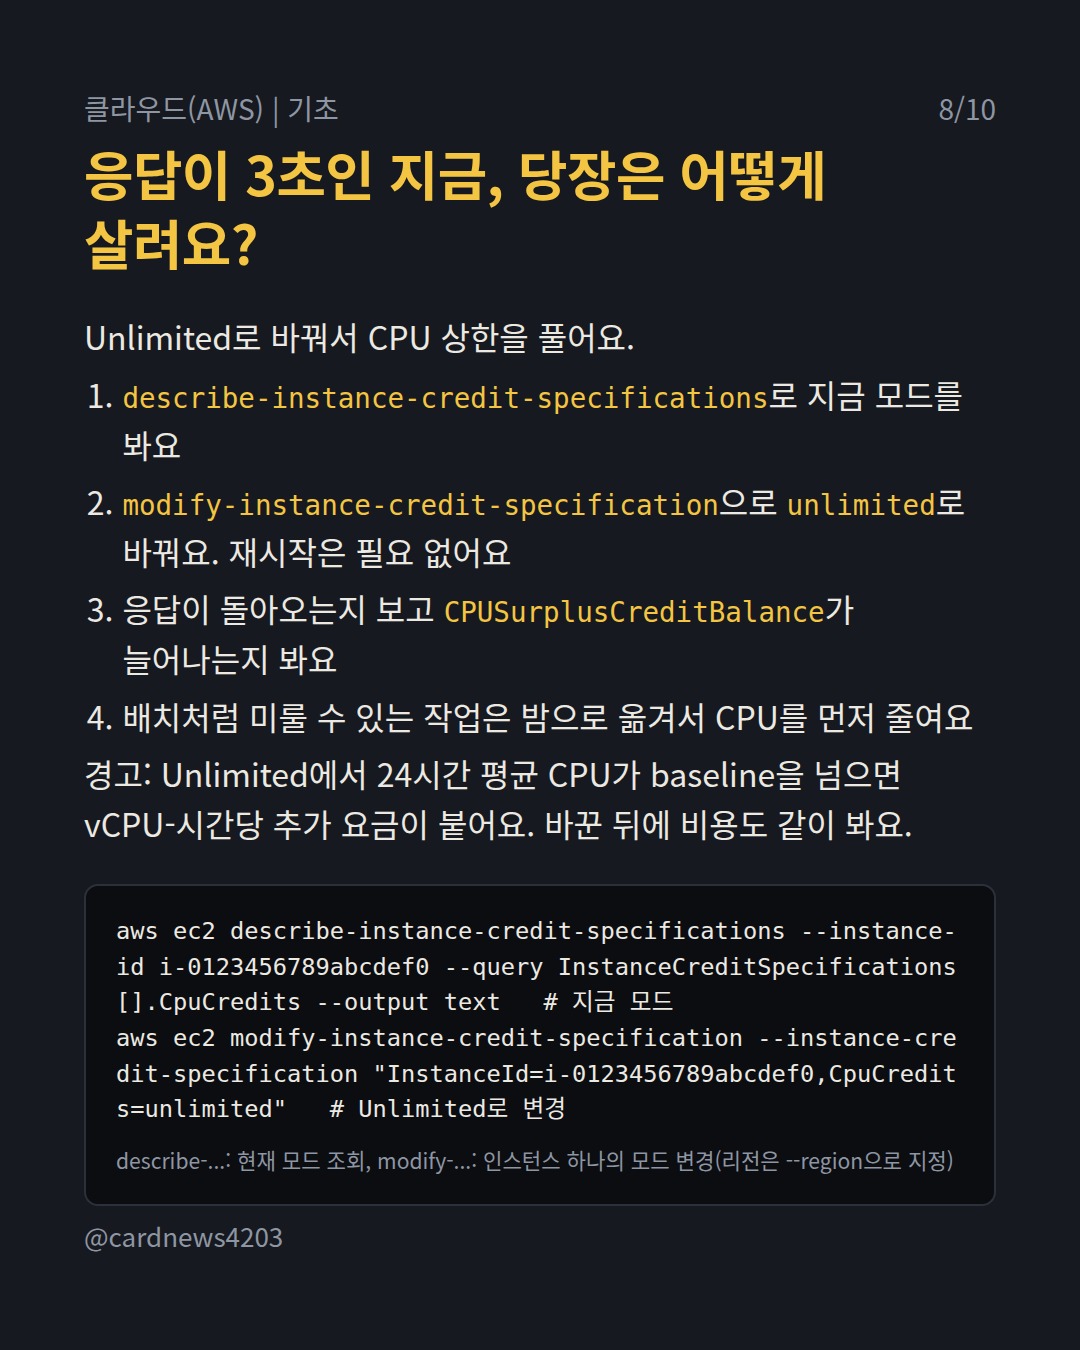 클라우드(AWS) | 기초
8/10
응답이 3초인 지금, 당장은 어떻게
살려요?
Unlimited로 바꿔서 CPU 상한을 풀어요.
1. describe-instance-credit-specifications로 지금 모드를
봐요
2. modify-instance-credit-specification으로 unlimited로
바꿔요. 재시작은 필요 없어요
3. 응답이 돌아오는지 보고 CPUSurplusCreditBalance가
늘어나는지 봐요
4. 배치처럼 미룰 수 있는 작업은 밤으로 옮겨서 CPU를 먼저 줄여요
경고: Unlimited에서 24시간 평균 CPU가 baseline을 넘으면
vCPU-시간당 추가 요금이 붙어요. 바꾼 뒤에 비용도 같이 봐요.
aws ec2 describe-instance-credit-specifications --instance-
id i-0123456789abcdef0 --query InstanceCreditSpecifications
[].CpuCredits --output text   # 지금 모드
aws ec2 modify-instance-credit-specification --instance-cre
dit-specification "InstanceId=i-0123456789abcdef0,CpuCredit
s=unlimited"   # Unlimited로 변경
describe-...: 현재 모드 조회, modify-...: 인스턴스 하나의 모드 변경(리전은 --region으로 지정)
@cardnews4203